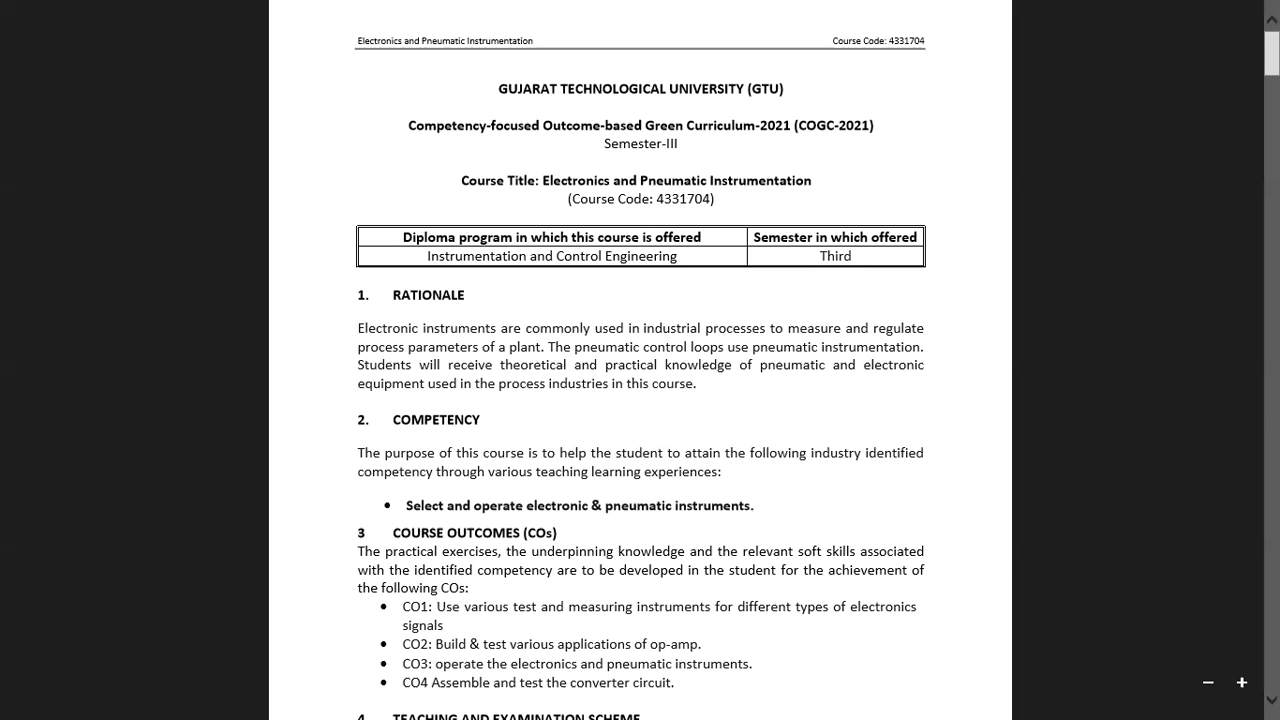 Electronics and Pneumatic Instrumentation Course Code: 4331704
GUJARAT TECHNOLOGICAL UNIVERSITY (GTU)
Competency-focused Outcome-based Green Curriculum-2021 (COGC-2021)
Semester-III
Course Title: Electronics and Pneumatic Instrumentation
(Course Code: 4331704)
Diploma program in which this course is offered Semester in which offered
Instrumentation and Control Engineering Third
1. RATIONALE
Electronic instruments are commonly used in industrial processes to measure and regulate
process parameters of a plant. The pneumatic control loops use pneumatic instrumentation.
Students will receive theoretical and practical knowledge of pneumatic and electronic
equipment used in the process industries in this course.
2. COMPETENCY
The purpose of this course is to help the student to attain the following industry identified
competency through various teaching learning experiences:
• Select and operate electronic & pneumatic instruments.
3 COURSE OUTCOMES (COs)
The practical exercises, the underpinning knowledge and the relevant soft skills associated
with the identified competency are to be developed in the student for the achievement of
the following COs:
• CO1: Use various test and measuring instruments for different types of electronics
signals
• CO2: Build & test various applications of op-amp.
• CO3: operate the electronics and pneumatic instruments.
• CO4 Assemble and test the converter circuit.
4 TEACHING AND EXAMINATION SCHEME